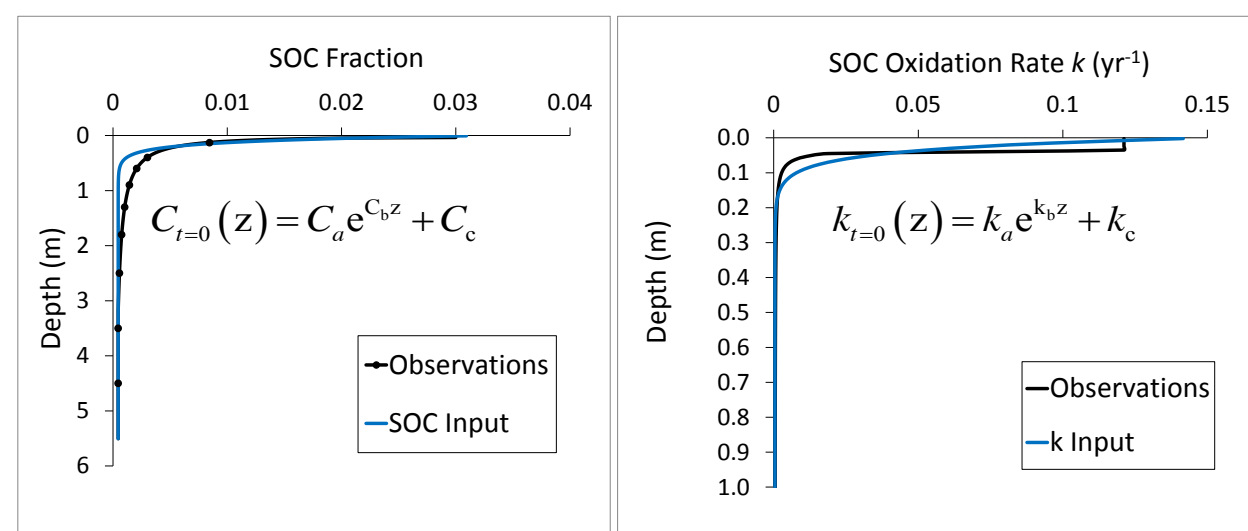 SOC Fraction
0 0.01 0.02 0.03 0.04
0
1
2
3
4
5
6
Depth (m)
C_{t=0}(z) = C_a e^{C_b z} + C_c
Observations
SOC Input
SOC Oxidation Rate k (yr⁻¹)
0 0.05 0.1 0.15
0.0
0.1
0.2
0.3
0.4
0.5
0.6
0.7
0.8
0.9
1.0
Depth (m)
k_{t=0}(z) = k_a e^{k_b z} + k_c
Observations
k Input